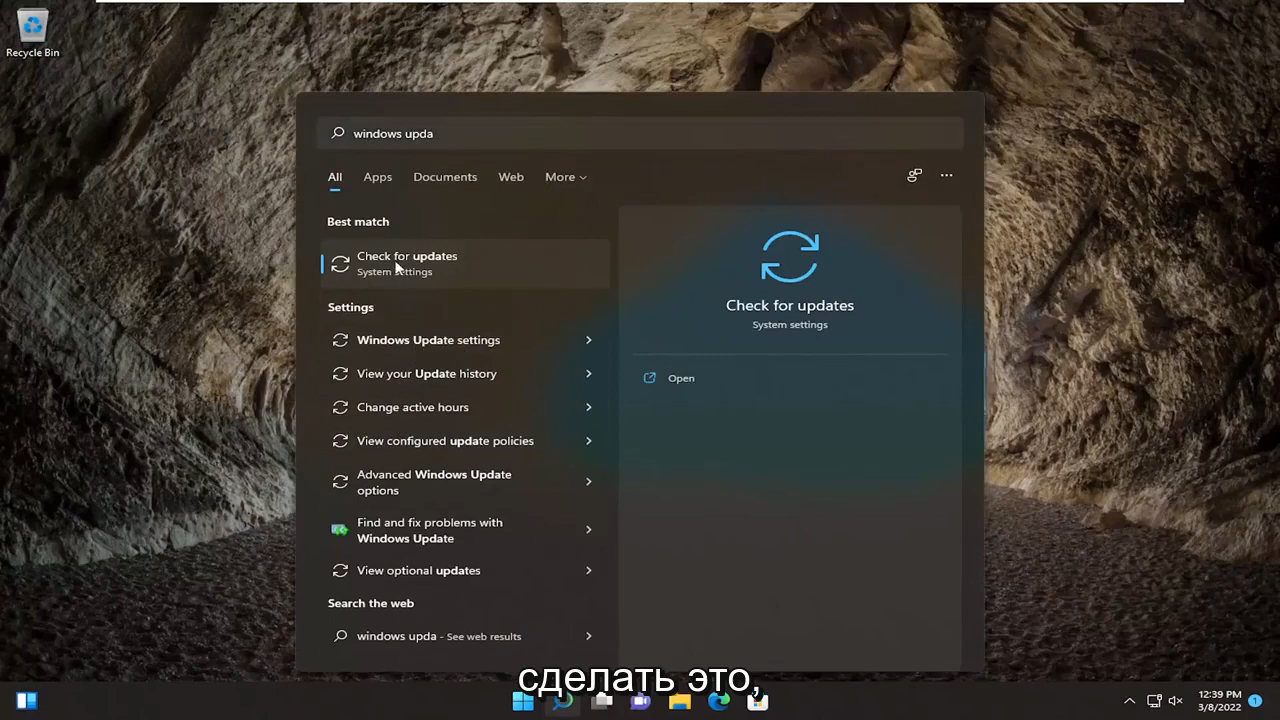 Recycle Bin
windows upda
All Apps Documents Web More
Best match
Check for updates
System settings
Settings
Windows Update settings
View your Update history
Change active hours
View configured update policies
Advanced Windows Update
options
Find and fix problems with
Windows Update
View optional updates
Search the web
windows upda - See web results
Check for updates
System settings
Open
сделать это,
12:39 PM
3/8/2022
1